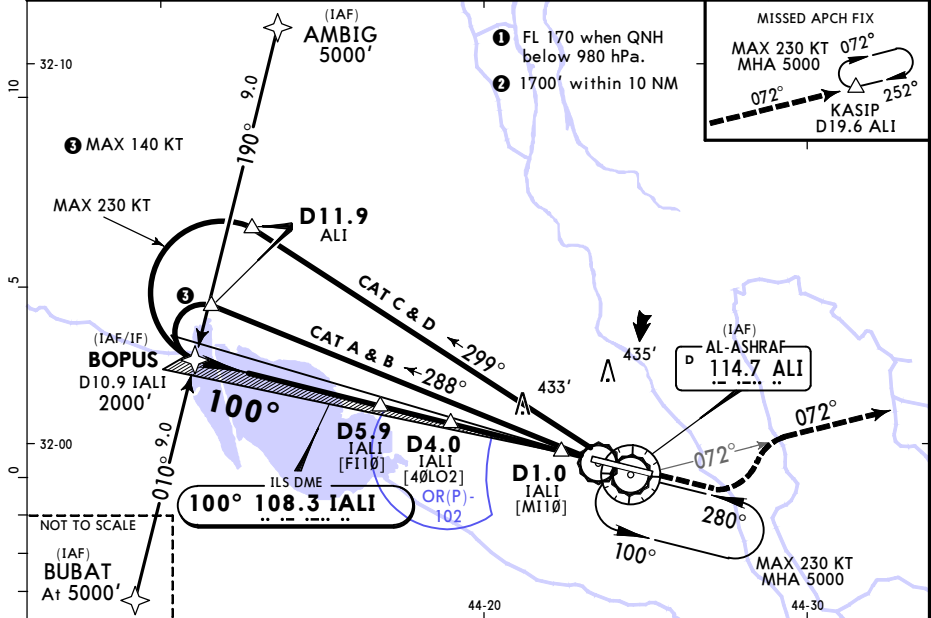 (IAF)
AMBIG
5000'
❶ FL 170 when QNH
below 980 hPa.
❷ 1700' within 10 NM
MISSED APCH FIX
MAX 230 KT
MHA 5000
072°
072°
252°
KASIP
D19.6 ALI
32-10
10
9.0
190°
❸ MAX 140 KT
MAX 230 KT
D11.9
ALI
CAT C & D
299°
CAT A & B
288°
❸
5
(IAF/IF)
BOPUS
D10.9 IALI
2000'
100°
433'
435'
(IAF)
AL-ASHRAF
D 114.7 ALI
072°
072°
32-00
0
D5.9
IALI
[FI10]
D4.0
IALI
[40LO2]
D1.0
IALI
[MI10]
OR(P)-
102
ILS DME
100° 108.3 IALI
010°
9.0
280°
100°
MAX 230 KT
MHA 5000
NOT TO SCALE
(IAF)
BUBAT
At 5000'
44-20
44-30